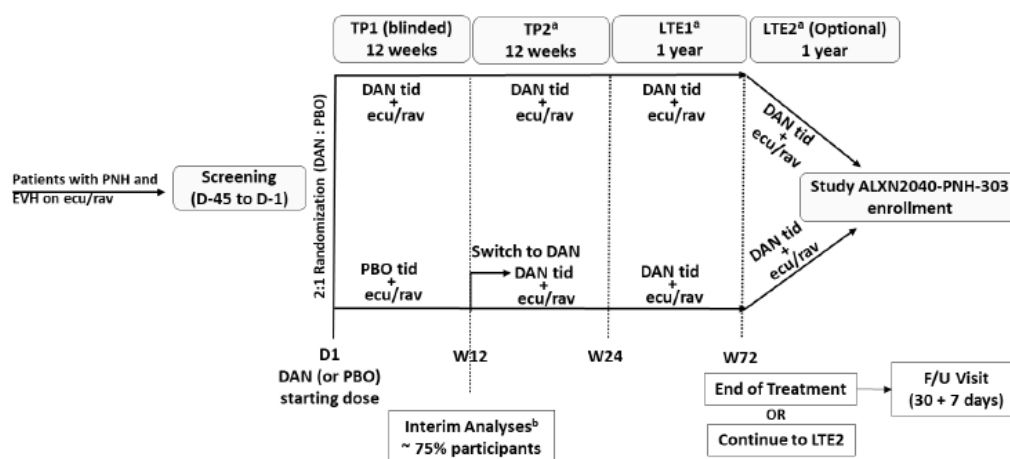 TP1 (blinded)
12 weeks
TP2ᵃ
12 weeks
LTE1ᵃ
1 year
LTE2ᵃ (Optional)
1 year
Patients with PNH and
EVH on ecu/rav
Screening
(D-45 to D-1)
2:1 Randomization (DAN : PBO)
DAN tid
+
ecu/rav
DAN tid
+
ecu/rav
DAN tid
+
ecu/rav
DAN tid
+
ecu/rav
Study ALXN2040-PNH-303
enrollment
PBO tid
+
ecu/rav
Switch to DAN
DAN tid
+
ecu/rav
DAN tid
+
ecu/rav
DAN tid
+
ecu/rav
D1
W12
W24
W72
DAN (or PBO)
starting dose
Interim Analysesᵇ
~ 75% participants
End of Treatment
OR
Continue to LTE2
F/U Visit
(30 + 7 days)